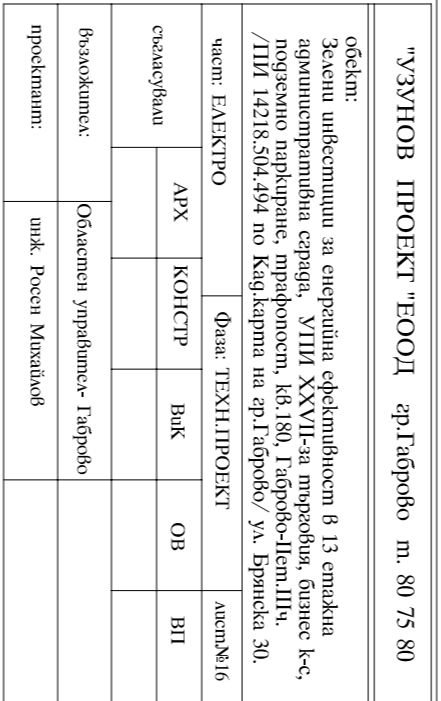 "УЗУНОВ ПРОЕКТ "ЕООД гр.Габрово т. 80 75 80
обект:
Зелени инвестиции за енергийна ефективност в 13 етажна
административна сграда, УПИ XXVII-за търговия, бизнес к-с,
подземно паркиране, трафопост, кв.180, Габрово-Цет.IIIч.
/ПИ 14218.504.494 по Кад.карта на гр.Габрово/ ул. Брянска 30.
част: ЕЛЕКТРО Фаза: ТЕХН.ПРОЕКТ лист№16
съгласували АРХ КОНСТР ВиК ОВ ВП
Възложител: Областен управител- Габрово
проектант: инж. Росен Михайлов